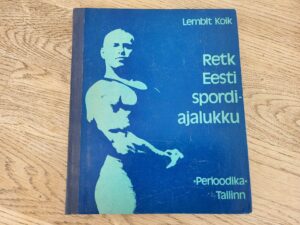 Lembit Koik
Retk
Eesti
spordi-
ajalukku
·Perioodika·
Tallinn